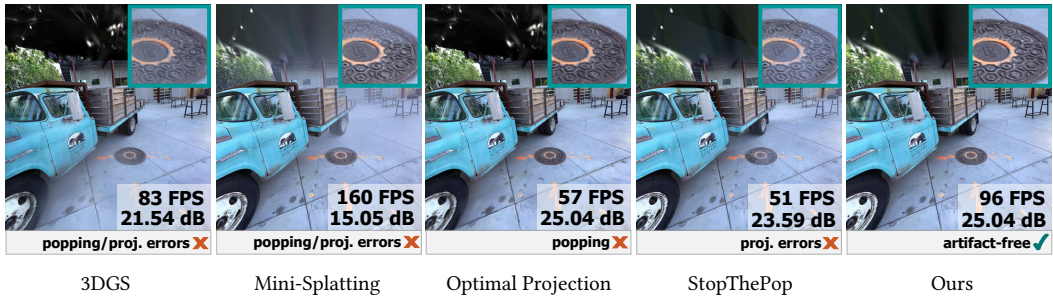 83 FPS
21.54 dB
popping/proj. errors
3DGS
160 FPS
15.05 dB
popping/proj. errors
Mini-Splatting
57 FPS
25.04 dB
popping
Optimal Projection
51 FPS
23.59 dB
proj. errors
StopThePop
96 FPS
25.04 dB
artifact-free
Ours